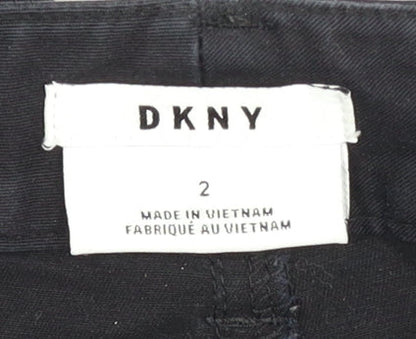 DKNY
2
MADE IN VIETNAM
FABRIQUÉ AU VIETNAM